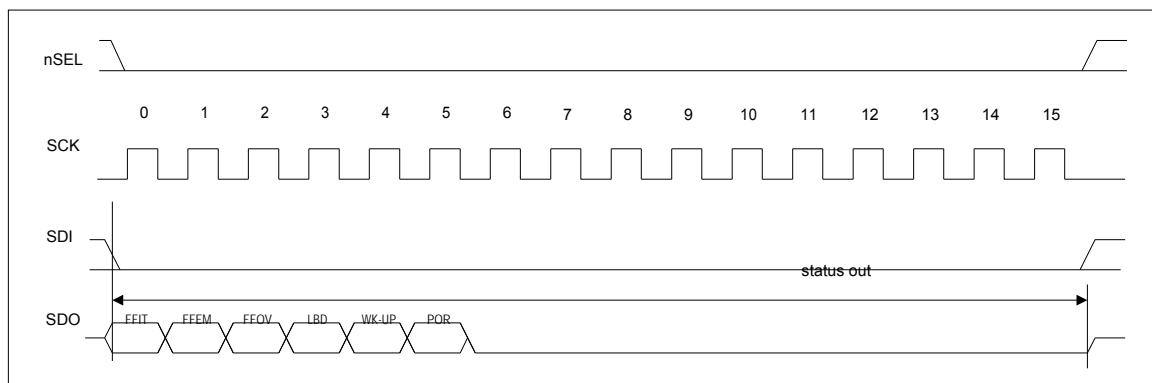 nSEL
0 1 2 3 4 5 6 7 8 9 10 11 12 13 14 15
SCK
SDI
status out
SDO FFIT FFEM FFOV LBD WK-UP POR